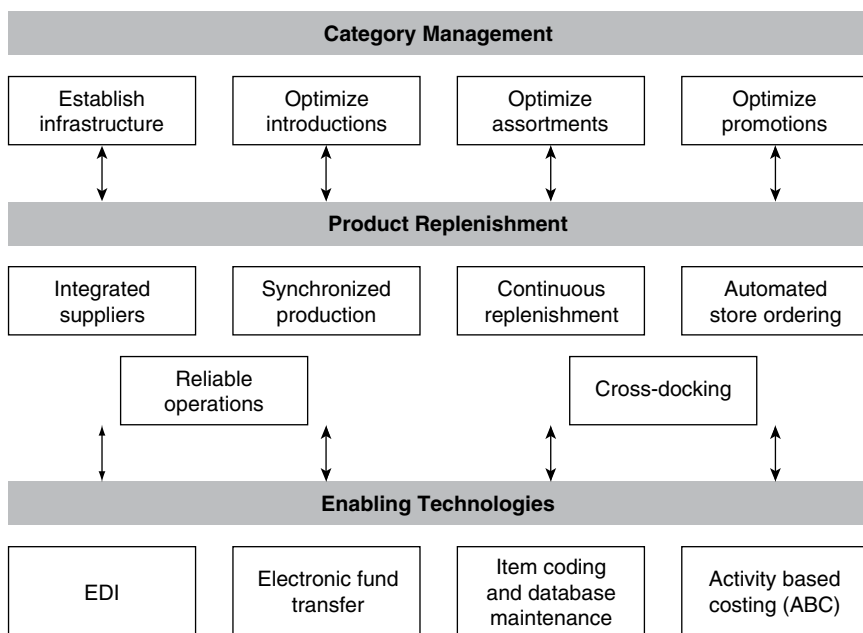 Category Management
Establish
infrastructure
Optimize
introductions
Optimize
assortments
Optimize
promotions
Product Replenishment
Integrated
suppliers
Synchronized
production
Continuous
replenishment
Automated
store ordering
Reliable
operations
Cross-docking
Enabling Technologies
EDI
Electronic fund
transfer
Item coding
and database
maintenance
Activity based
costing (ABC)